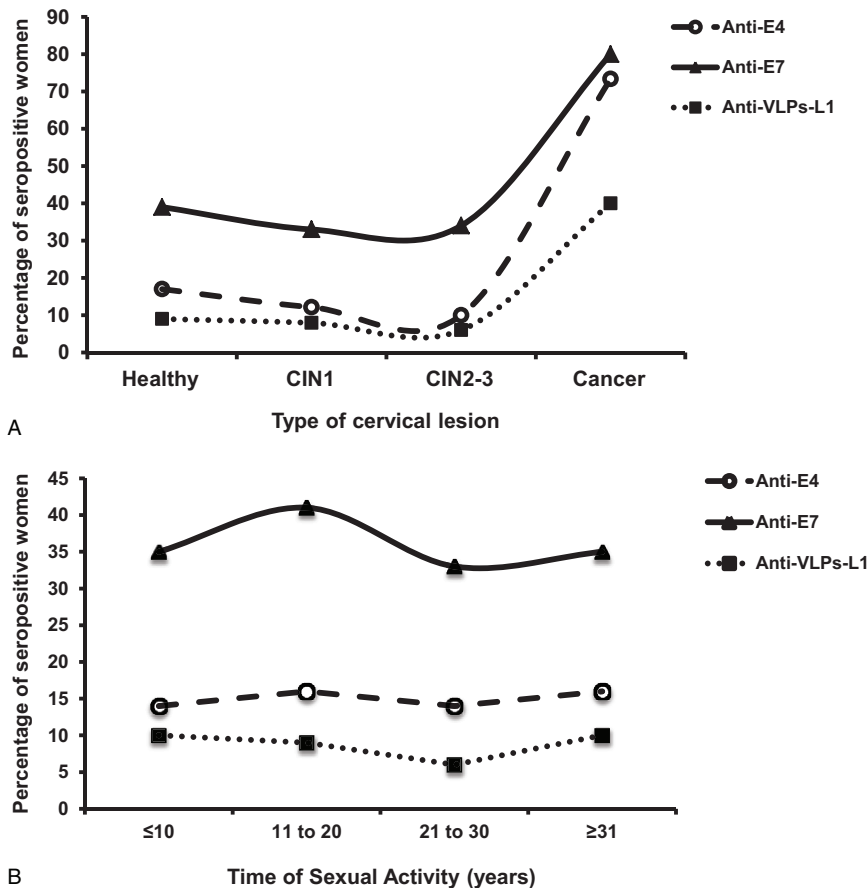 90
80
70
60
50
40
30
20
10
0
Percentage of seropositive women
Healthy CIN1 CIN2-3 Cancer
Type of cervical lesion
Anti-E4
Anti-E7
Anti-VLPs-L1
A
45
40
35
30
25
20
15
10
5
0
Percentage of seropositive women
≤10 11 to 20 21 to 30 ≥31
Time of Sexual Activity (years)
Anti-E4
Anti-E7
Anti-VLPs-L1
B